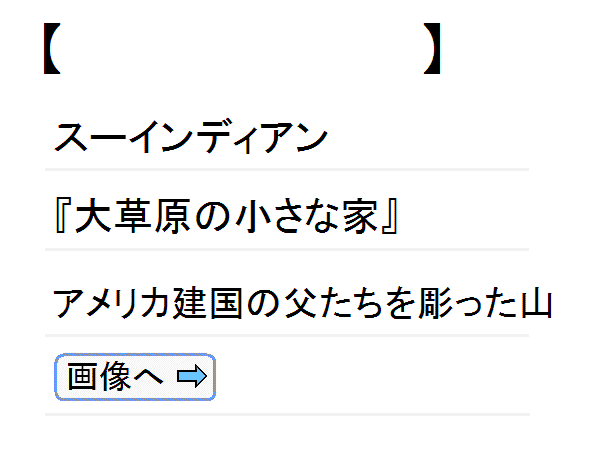 【 】
スーインディアン
『大草原の小さな家』
アメリカ建国の父たちを彫った山
画像へ